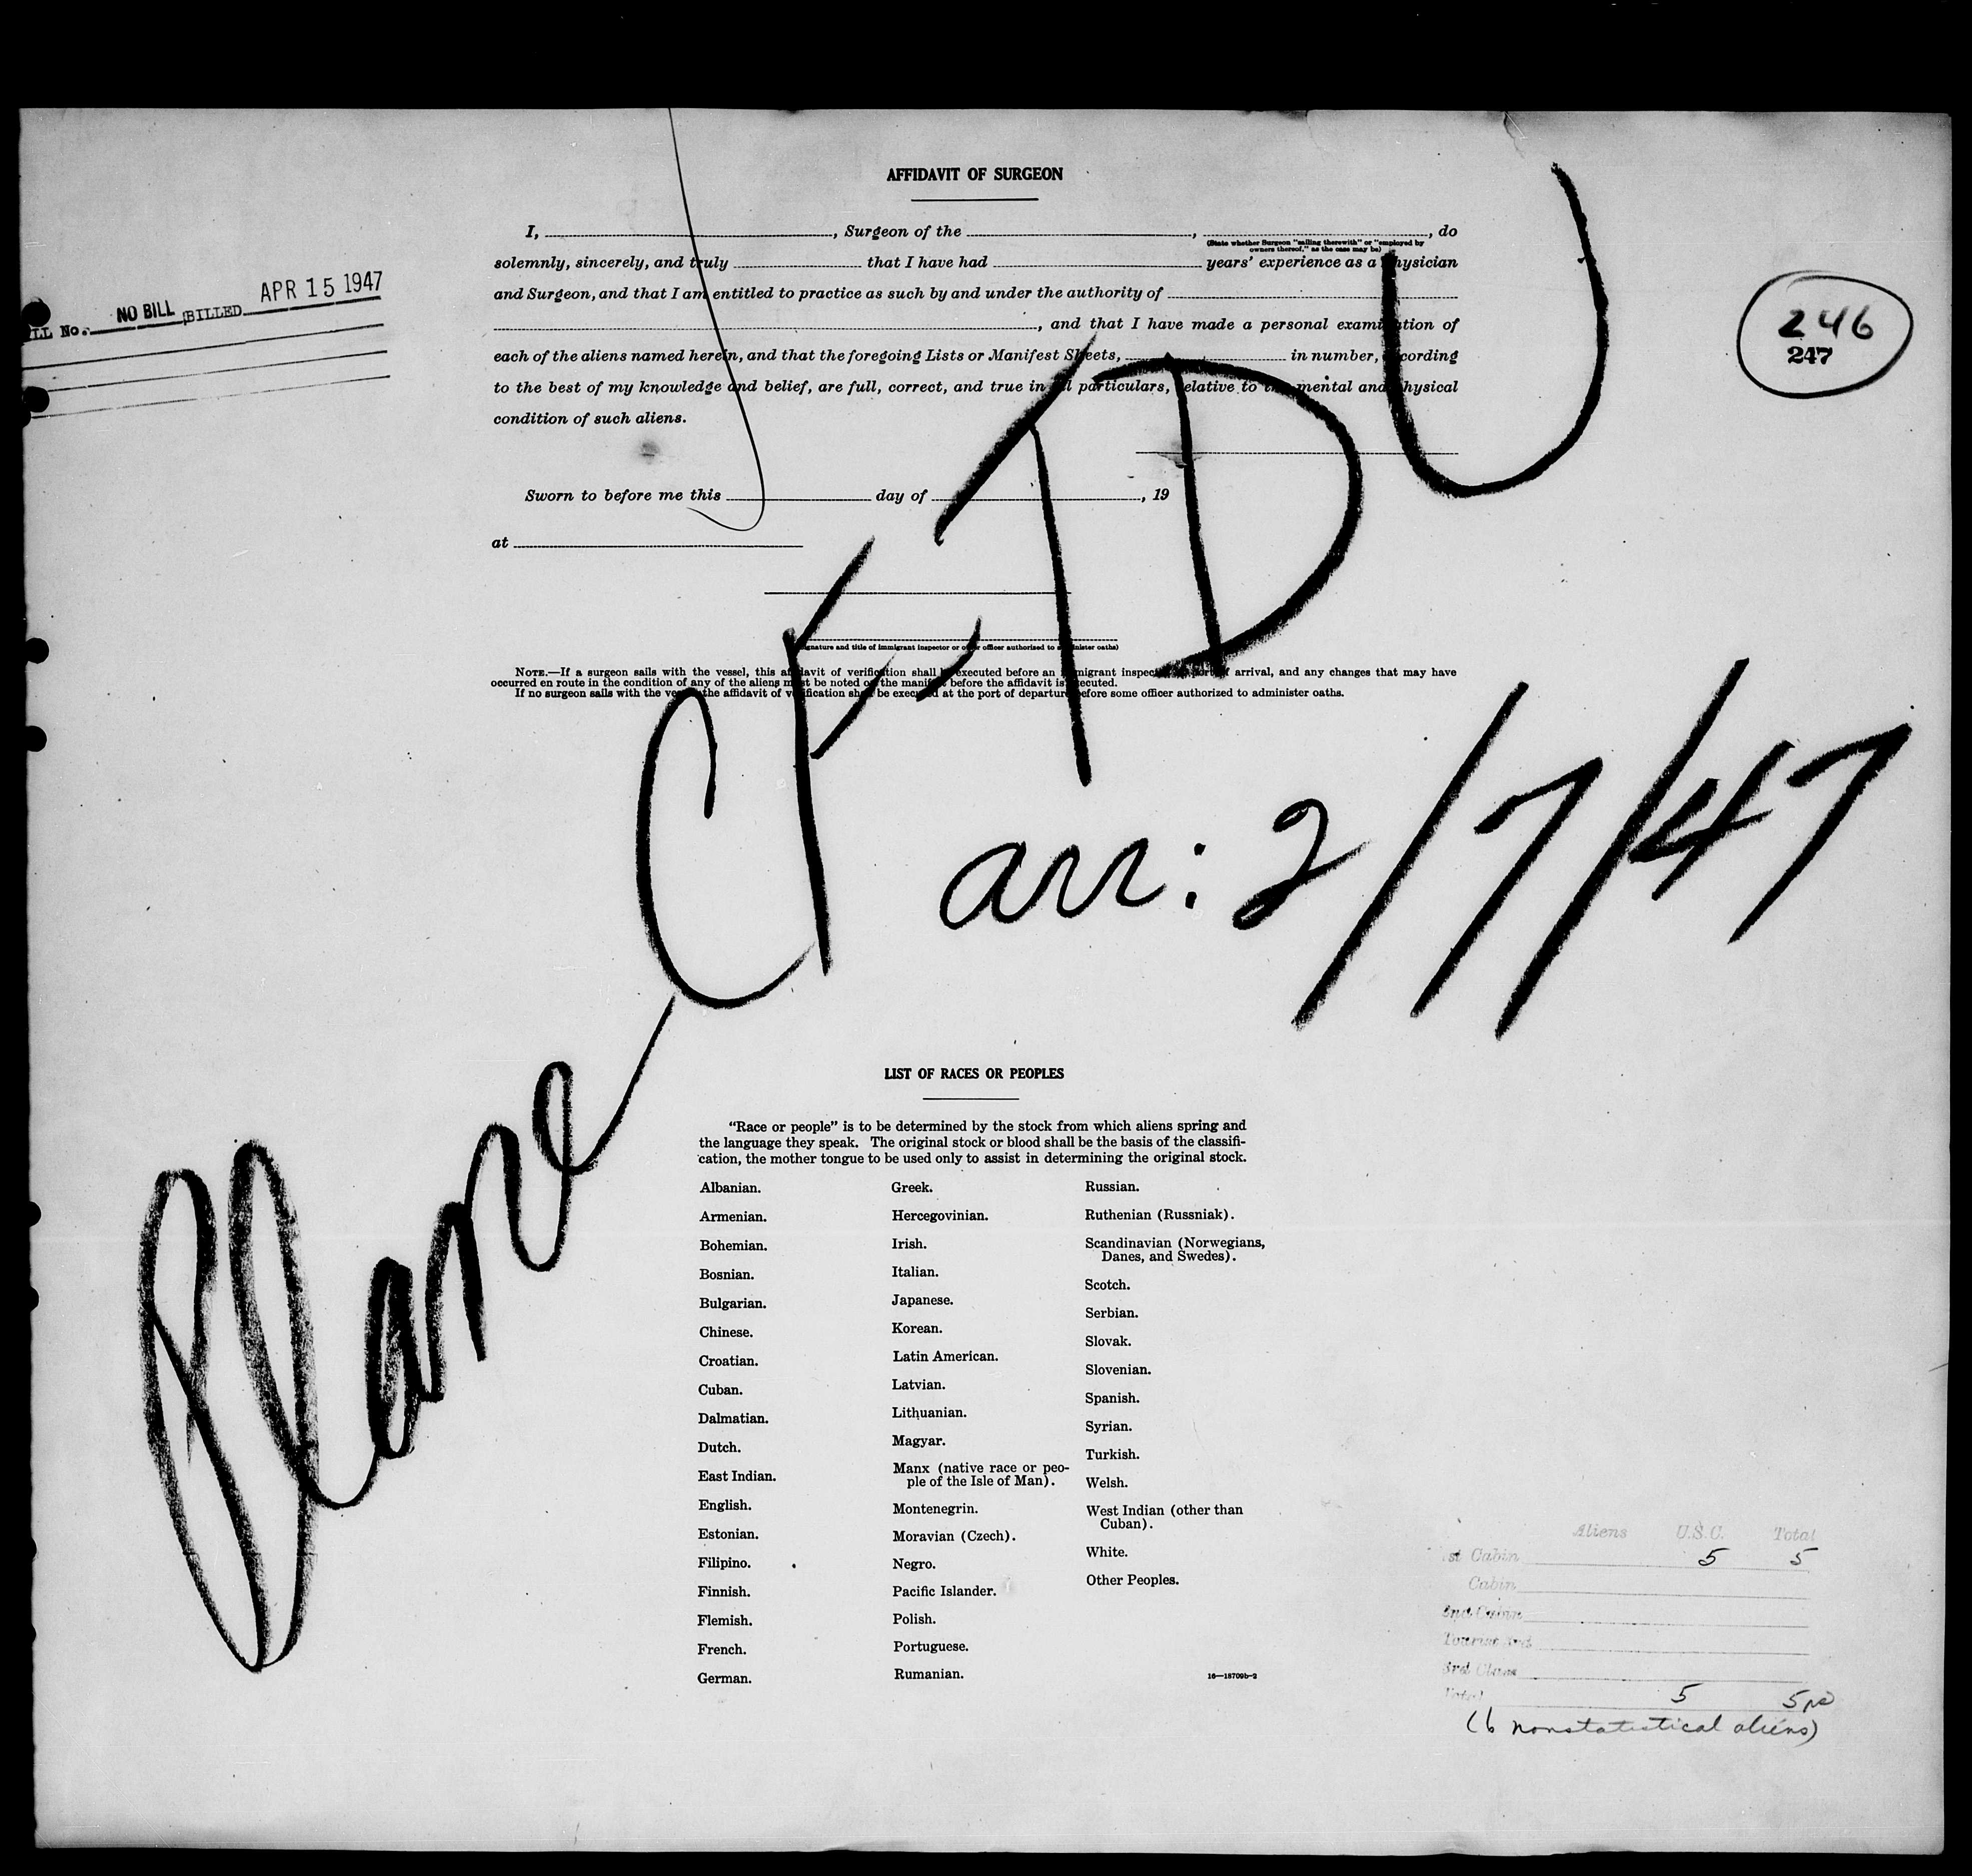 AFFIDAVIT OF SURGEON
I, , Surgeon of the , , do
(State whether Surgeon "sailing therewith" or "employed by
owners thereof," as the case may be)
solemnly, sincerely, and truly that I have had years' experience as a physician
and Surgeon, and that I am entitled to practice as such by and under the authority of
, and that I have made a personal examination of
each of the aliens named herein, and that the foregoing Lists or Manifest Sheets, in number, according
to the best of my knowledge and belief, are full, correct, and true in all particulars, relative to the mental and physical
condition of such aliens.
Sworn to before me this day of , 19
at
(Signature and title of immigrant inspector or other officer authorized to administer oaths)
NOTE.—If a surgeon sails with the vessel, this affidavit of verification shall be executed before an immigrant inspector at port of arrival, and any changes that may have
occurred en route in the condition of any of the aliens must be noted on the manifest before the affidavit is executed.
If no surgeon sails with the vessel the affidavit of verification shall be executed at the port of departure before some officer authorized to administer oaths.
LL No. NO BILL BILLED APR 15 1947
246
247
Plane CF-TDU
arr: 2/7/47
LIST OF RACES OR PEOPLES
"Race or people" is to be determined by the stock from which aliens spring and
the language they speak. The original stock or blood shall be the basis of the classifi-
cation, the mother tongue to be used only to assist in determining the original stock.
Albanian.
Armenian.
Bohemian.
Bosnian.
Bulgarian.
Chinese.
Croatian.
Cuban.
Dalmatian.
Dutch.
East Indian.
English.
Estonian.
Filipino.
Finnish.
Flemish.
French.
German.
Greek.
Hercegovinian.
Irish.
Italian.
Japanese.
Korean.
Latin American.
Latvian.
Lithuanian.
Magyar.
Manx (native race or peo-
ple of the Isle of Man).
Montenegrin.
Moravian (Czech).
Negro.
Pacific Islander.
Polish.
Portuguese.
Rumanian.
Russian.
Ruthenian (Russniak).
Scandinavian (Norwegians,
Danes, and Swedes).
Scotch.
Serbian.
Slovak.
Slovenian.
Spanish.
Syrian.
Turkish.
Welsh.
West Indian (other than
Cuban).
White.
Other Peoples.
16—18709b-2
Aliens U.S.C. Total
st Cabin 5 5
Cabin
2nd Cabin
Tourist 3rd
3rd Class
Total 5 5
(6 nonstatistical aliens)